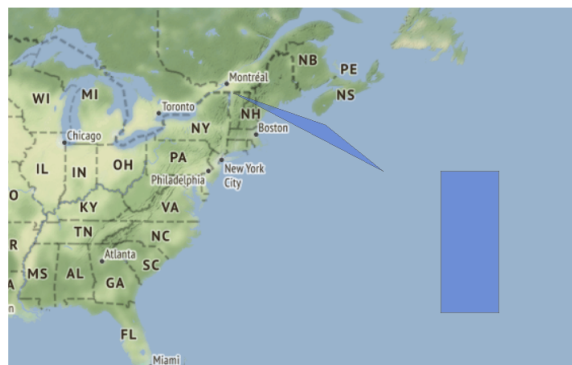 NB
PE
Montréal
NS
WI
MI
Toronto
NH
Boston
NY
Chicago
PA
IL
IN
OH
New York
City
Philadelphia
KY
VA
TN
NC
Atlanta
SC
MS
AL
GA
FL
Miami